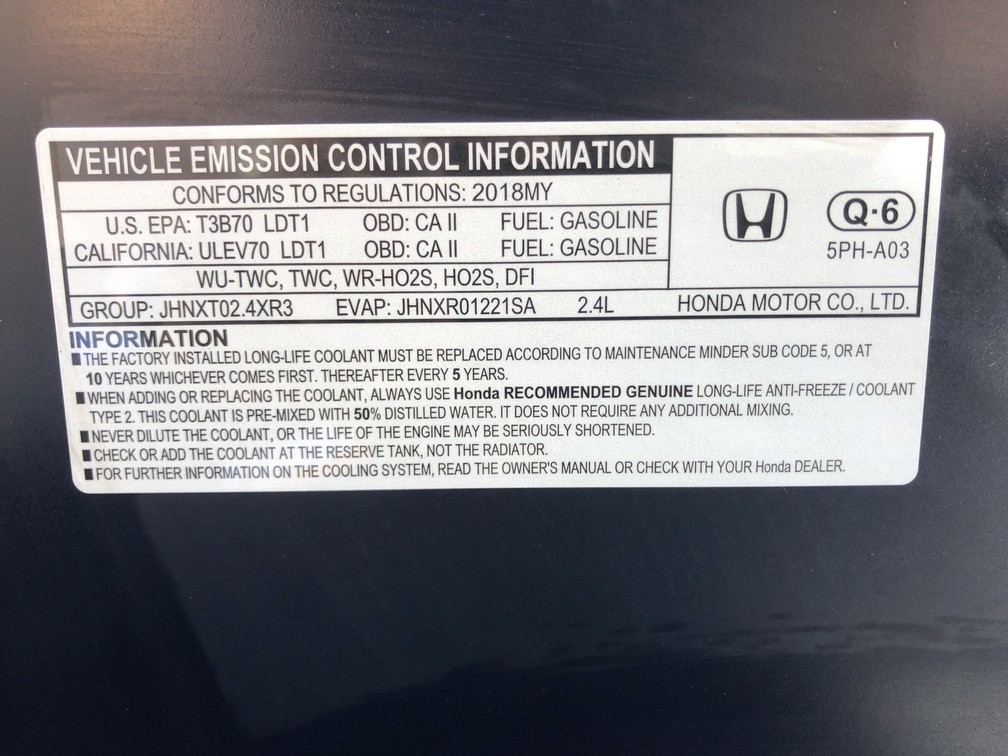 VEHICLE EMISSION CONTROL INFORMATION
CONFORMS TO REGULATIONS: 2018MY
U.S. EPA: T3B70 LDT1 OBD: CA II FUEL: GASOLINE
CALIFORNIA: ULEV70 LDT1 OBD: CA II FUEL: GASOLINE
WU-TWC, TWC, WR-HO2S, HO2S, DFI
GROUP: JHNXT02.4XR3 EVAP: JHNXR01221SA 2.4L
Q·6
5PH-A03
HONDA MOTOR CO., LTD.
INFORMATION
■ THE FACTORY INSTALLED LONG-LIFE COOLANT MUST BE REPLACED ACCORDING TO MAINTENANCE MINDER SUB CODE 5, OR AT
10 YEARS WHICHEVER COMES FIRST. THEREAFTER EVERY 5 YEARS.
■ WHEN ADDING OR REPLACING THE COOLANT, ALWAYS USE Honda RECOMMENDED GENUINE LONG-LIFE ANTI-FREEZE / COOLANT
TYPE 2. THIS COOLANT IS PRE-MIXED WITH 50% DISTILLED WATER. IT DOES NOT REQUIRE ANY ADDITIONAL MIXING.
■ NEVER DILUTE THE COOLANT, OR THE LIFE OF THE ENGINE MAY BE SERIOUSLY SHORTENED.
■ CHECK OR ADD THE COOLANT AT THE RESERVE TANK, NOT THE RADIATOR.
■ FOR FURTHER INFORMATION ON THE COOLING SYSTEM, READ THE OWNER'S MANUAL OR CHECK WITH YOUR Honda DEALER.